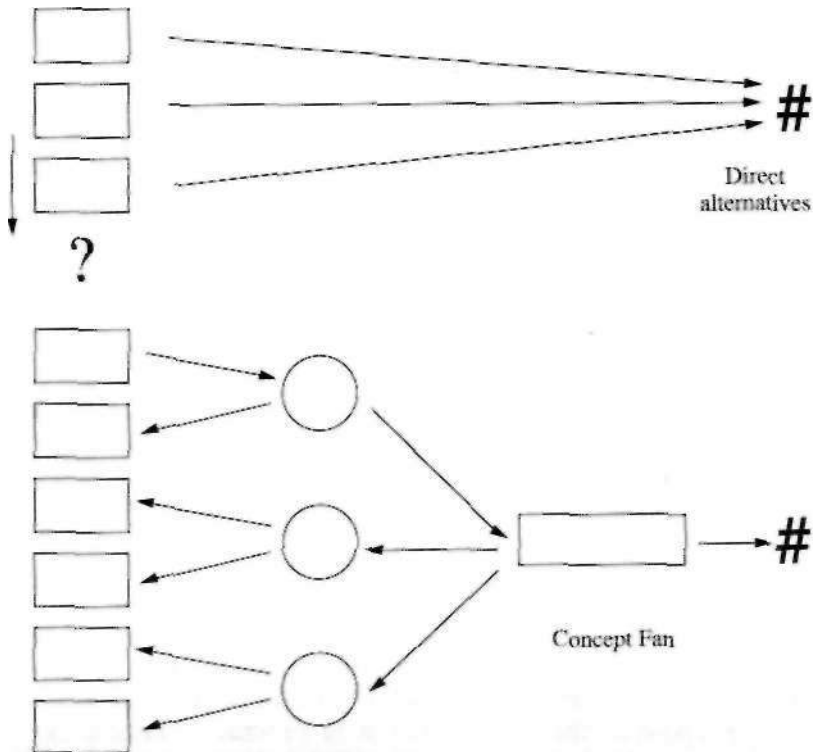 #
Direct
alternatives
?
#
Concept Fan